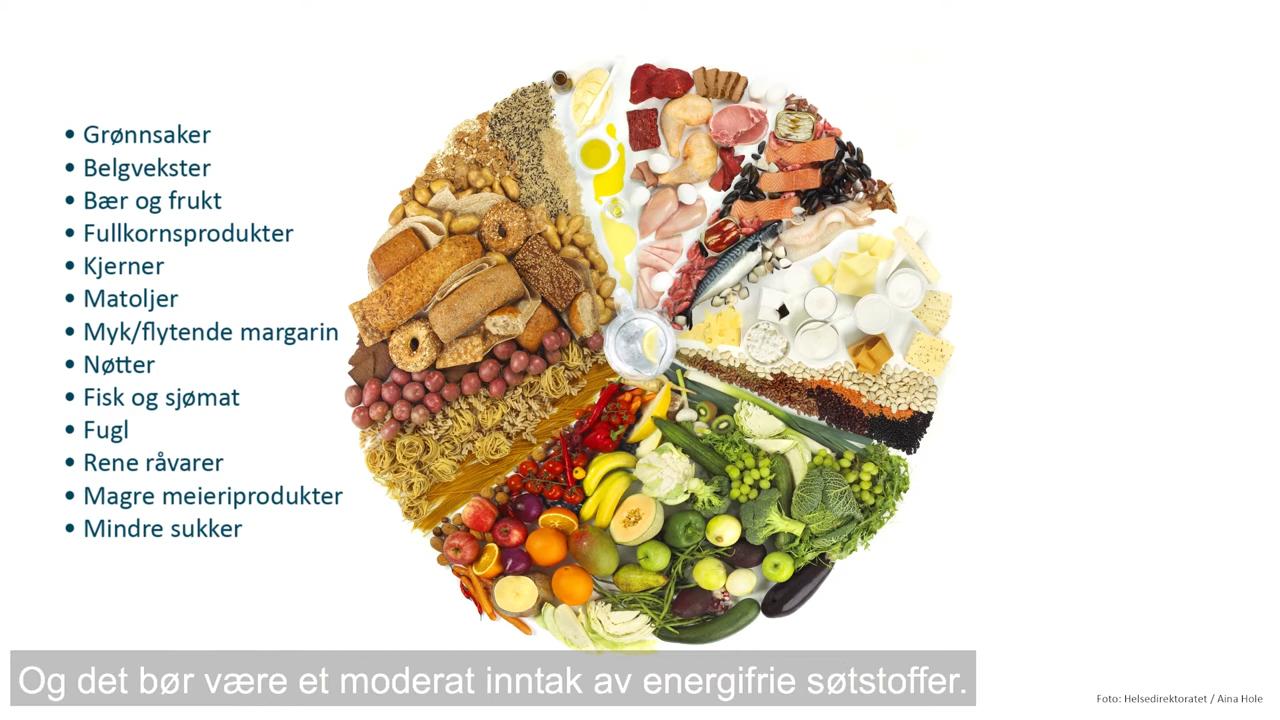 • Grønnsaker
• Belgvekster
• Bær og frukt
• Fullkornsprodukter
• Kjerner
• Matoljer
• Myk/flytende margarin
• Nøtter
• Fisk og sjømat
• Fugl
• Rene råvarer
• Magre meieriprodukter
• Mindre sukker
Og det bør være et moderat inntak av energifrie søtstoffer.
Foto: Helsedirektoratet / Aina Hole